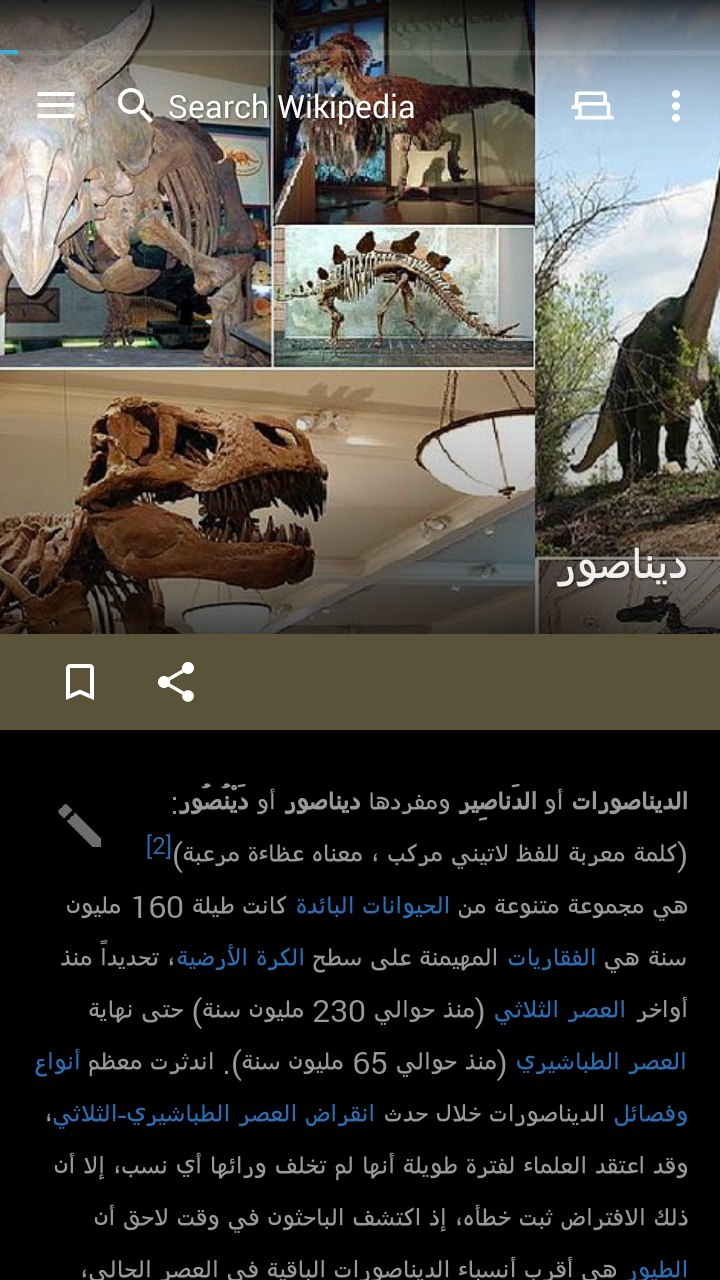 Search Wikipedia
ديناصور
الديناصورات أو الدَناصِير ومفردها ديناصور أو دَيْنُصُور:
(كلمة معربة للفظ لاتيني مركب ، معناه عظاءة مرعبة)[2]
هي مجموعة متنوعة من الحيوانات البائدة كانت طيلة 160 مليون
سنة هي الفقاريات المهيمنة على سطح الكرة الأرضية، تحديداً منذ
أواخر العصر الثلاثي (منذ حوالي 230 مليون سنة) حتى نهاية
العصر الطباشيري (منذ حوالي 65 مليون سنة). اندثرت معظم أنواع
وفصائل الديناصورات خلال حدث انقراض العصر الطباشيري-الثلاثي،
وقد اعتقد العلماء لفترة طويلة أنها لم تخلف ورائها أي نسب، إلا أن
ذلك الافتراض ثبت خطأه، إذ اكتشف الباحثون في وقت لاحق أن
الطيور هي أقرب أنسباء الديناصورات الباقية في العصر الحالي،